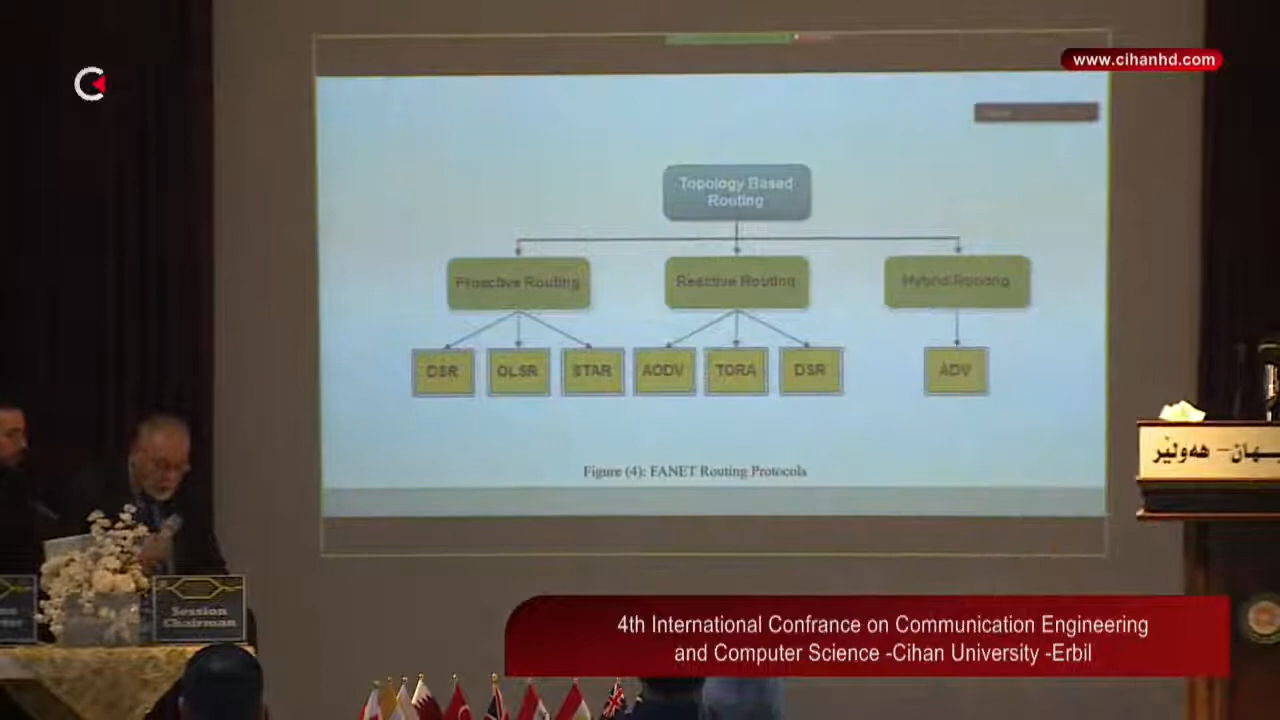 www.cihanhd.com
Topology Based
Routing
Proactive Routing
Reactive Routing
Hybrid Routing
DSR
OLSR
STAR
AODV
TORA
DSR
ADV
Figure (4): FANET Routing Protocols
هەولێر –
Session
Chairman
4th International Confrance on Communication Engineering
and Computer Science -Cihan University -Erbil